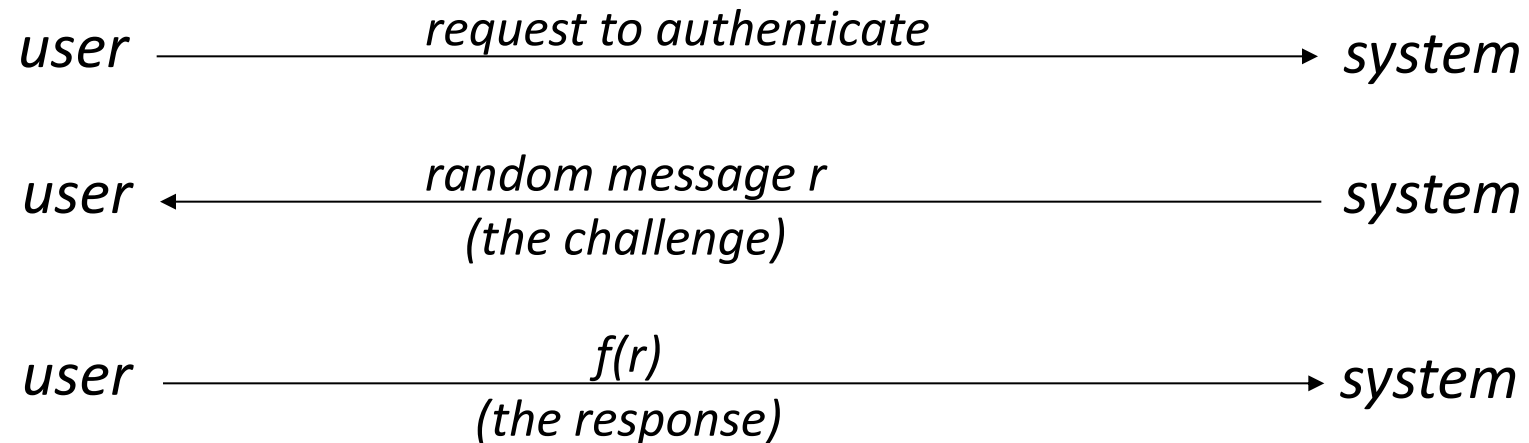 user request to authenticate system
user random message r system
(the challenge)
user f(r) system
(the response)